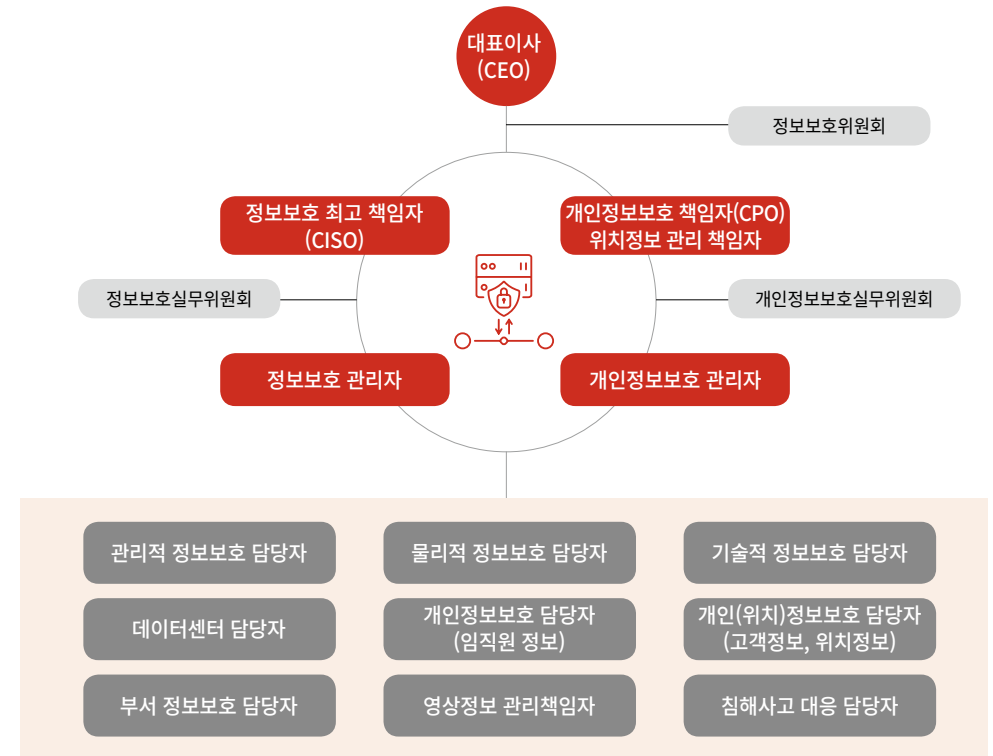 대표이사
(CEO)
정보보호위원회
정보보호 최고 책임자
(CISO)
개인정보보호 책임자(CPO)
위치정보 관리 책임자
정보보호실무위원회
개인정보보호실무위원회
정보보호 관리자
개인정보보호 관리자
관리적 정보보호 담당자
물리적 정보보호 담당자
기술적 정보보호 담당자
데이터센터 담당자
개인정보보호 담당자
(임직원 정보)
개인(위치)정보보호 담당자
(고객정보, 위치정보)
부서 정보보호 담당자
영상정보 관리책임자
침해사고 대응 담당자